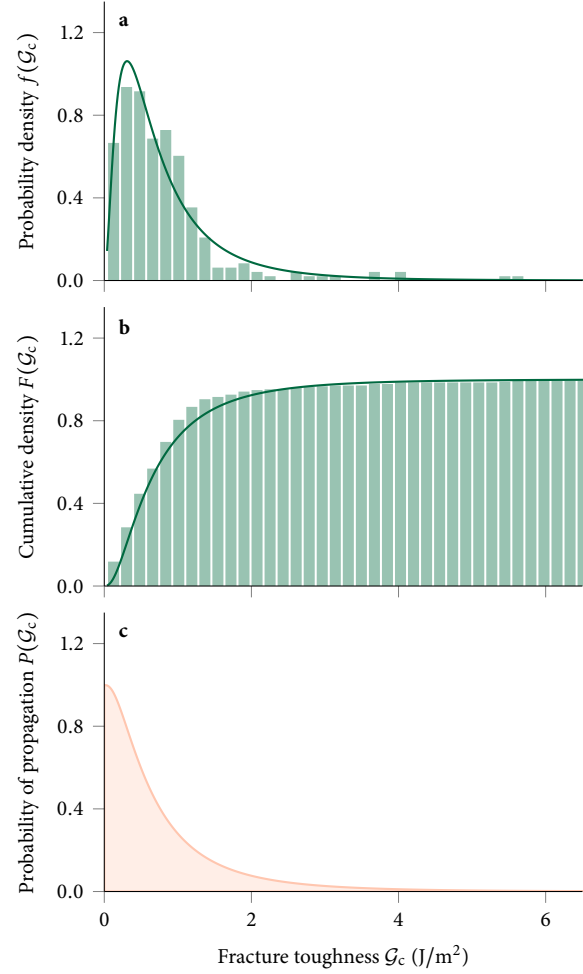 a
Probability density f(𝒢c)
1.2
0.8
0.4
0.0
b
Cumulative density F(𝒢c)
1.2
0.8
0.4
0.0
c
Probability of propagation P(𝒢c)
1.2
0.8
0.4
0.0
0 2 4 6
Fracture toughness 𝒢c (J/m²)